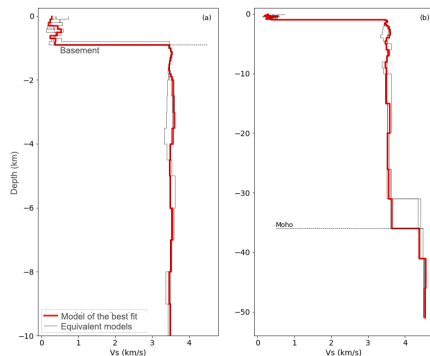 (a)
0
−2
−4
−6
−8
−10
Depth (km)
Basement
Model of the best fit
Equivalent models
0
1
2
3
4
Vs (km/s)
(b)
0
−10
−20
−30
−40
−50
Moho
0
1
2
3
4
Vs (km/s)